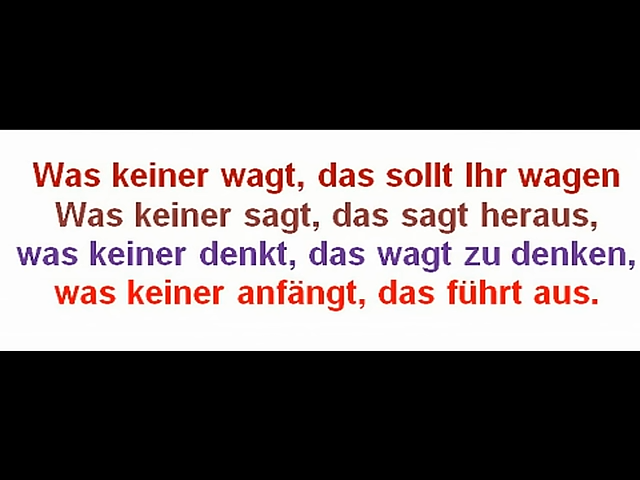 Was keiner wagt, das sollt Ihr wagen
Was keiner sagt, das sagt heraus,
was keiner denkt, das wagt zu denken,
was keiner anfängt, das führt aus.